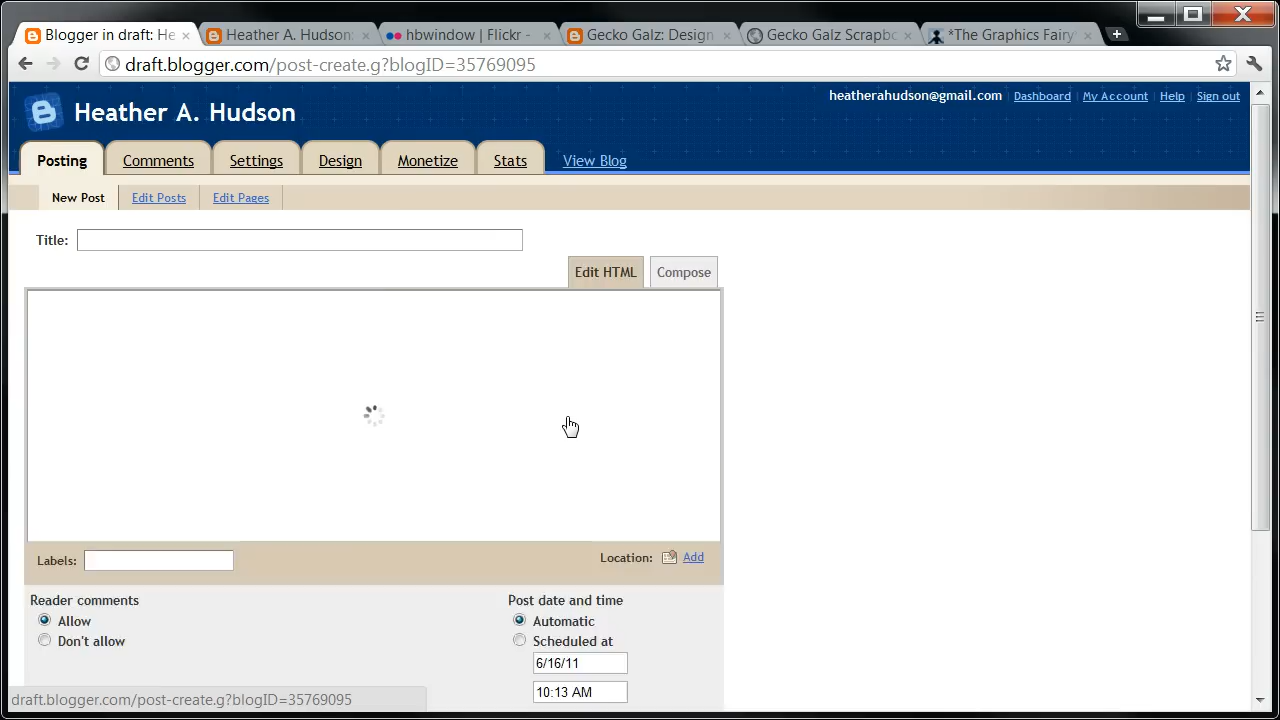 Blogger in draft: He
Heather A. Hudson:
hbwindow | Flickr -
Gecko Galz: Design
Gecko Galz Scrapb
*The Graphics Fairy
draft.blogger.com/post-create.g?blogID=35769095
heatherahudson@gmail.com Dashboard My Account Help Sign out
Heather A. Hudson
Posting Comments Settings Design Monetize Stats View Blog
New Post Edit Posts Edit Pages
Title:
Edit HTML Compose
Labels:
Location: Add
Reader comments
Allow
Don't allow
Post date and time
Automatic
Scheduled at
6/16/11
10:13 AM
draft.blogger.com/post-create.g?blogID=35769095